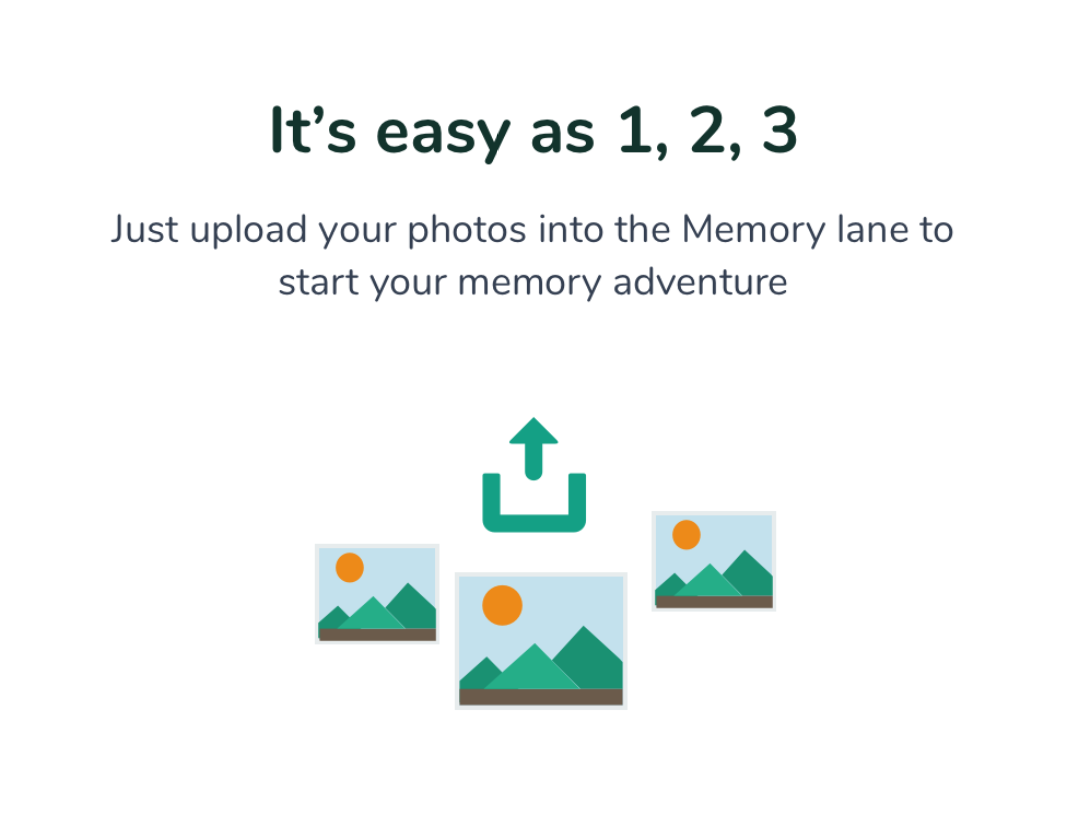 It’s easy as 1, 2, 3
Just upload your photos into the Memory lane to
start your memory adventure